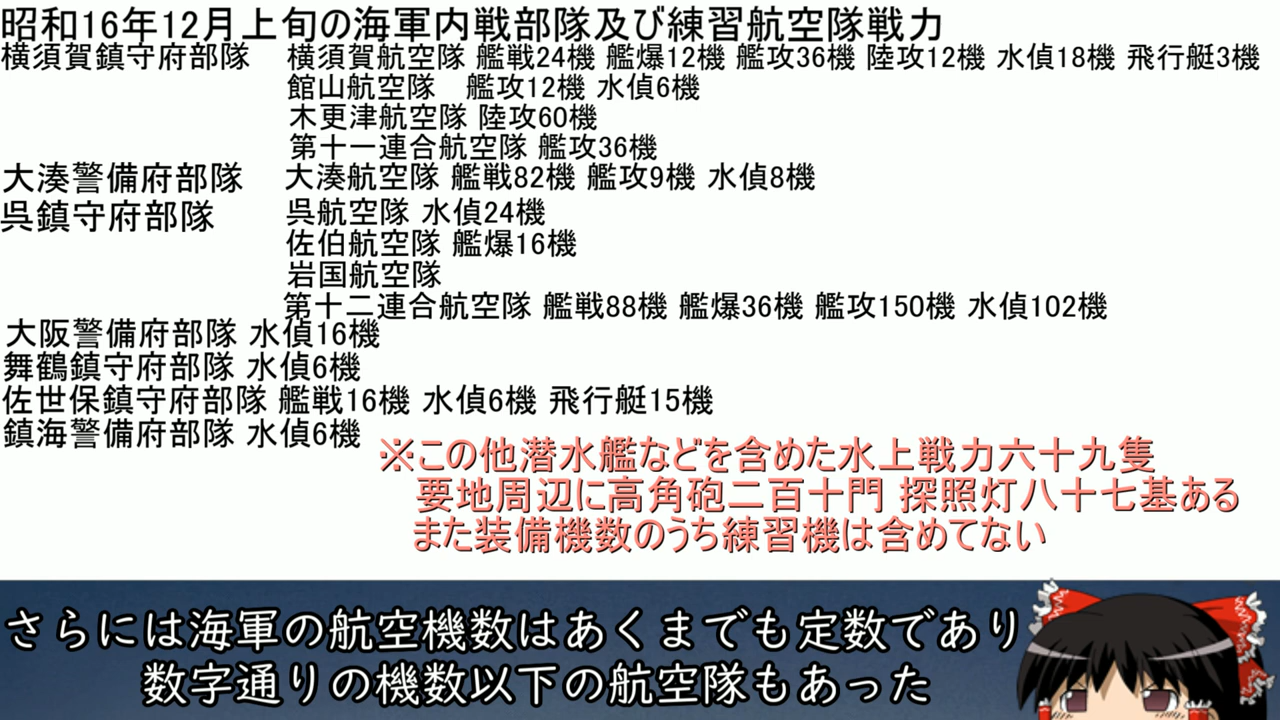 昭和16年12月上旬の海軍内戦部隊及び練習航空隊戦力
横須賀鎮守府部隊 横須賀航空隊 艦戦24機 艦爆12機 艦攻36機 陸攻12機 水偵18機 飛行艇3機
館山航空隊 艦攻12機 水偵6機
木更津航空隊 陸攻60機
第十一連合航空隊 艦攻36機
大湊警備府部隊 大湊航空隊 艦戦82機 艦攻9機 水偵8機
呉鎮守府部隊 呉航空隊 水偵24機
佐伯航空隊 艦爆16機
岩国航空隊
第十二連合航空隊 艦戦88機 艦爆36機 艦攻150機 水偵102機
大阪警備府部隊 水偵16機
舞鶴鎮守府部隊 水偵6機
佐世保鎮守府部隊 艦戦16機 水偵6機 飛行艇15機
鎮海警備府部隊 水偵6機
※この他潜水艦などを含めた水上戦力六十九隻
要地周辺に高角砲二百十門 探照灯八十七基ある
また装備機数のうち練習機は含めてない
さらには海軍の航空機数はあくまでも定数であり
数字通りの機数以下の航空隊もあった